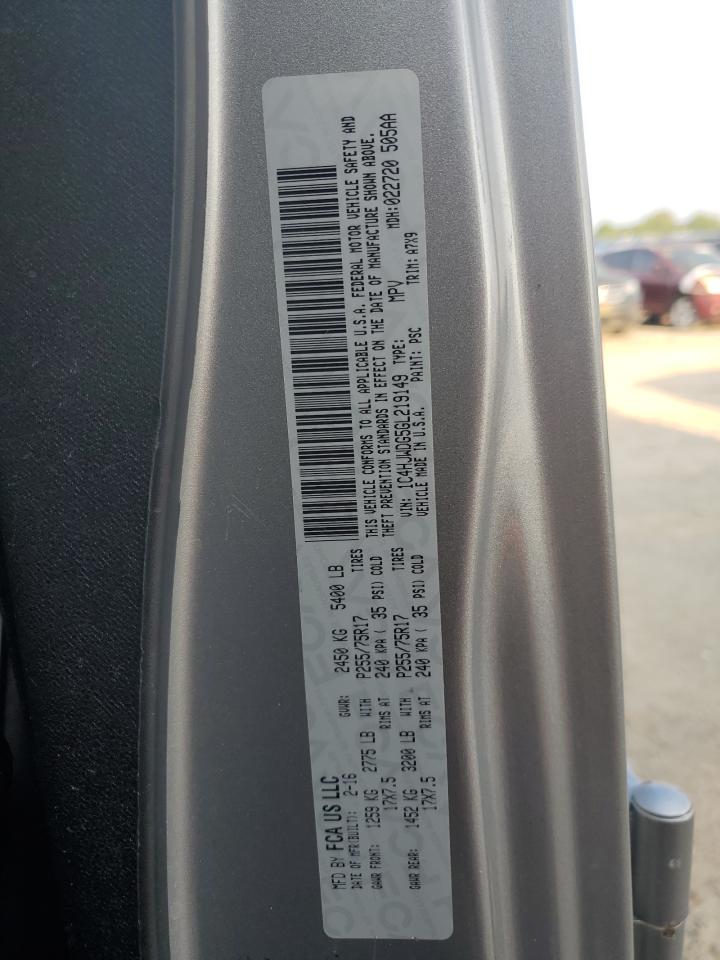 MFD BY FCA US LLC
DATE OF MFR(BUILT): 2-16 GVWR: 2450 KG 5400 LB
GAWR FRONT: 1259 KG 2775 LB WITH P255/75R17 TIRES
17X7.5 RIMS AT 240 KPA ( 35 PSI) COLD
GAWR REAR: 1452 KG 3200 LB WITH P255/75R17 TIRES
17X7.5 RIMS AT 240 KPA ( 35 PSI) COLD
THIS VEHICLE CONFORMS TO ALL APPLICABLE U.S.A. FEDERAL MOTOR VEHICLE SAFETY AND
THEFT PREVENTION STANDARDS IN EFFECT ON THE DATE OF MANUFACTURE SHOWN ABOVE.
VIN: 1C4HJWDG5GL219149 TYPE: MPV MDH:022720 505AA
VEHICLE MADE IN U.S.A. PAINT: PSC TRIM: A7X9